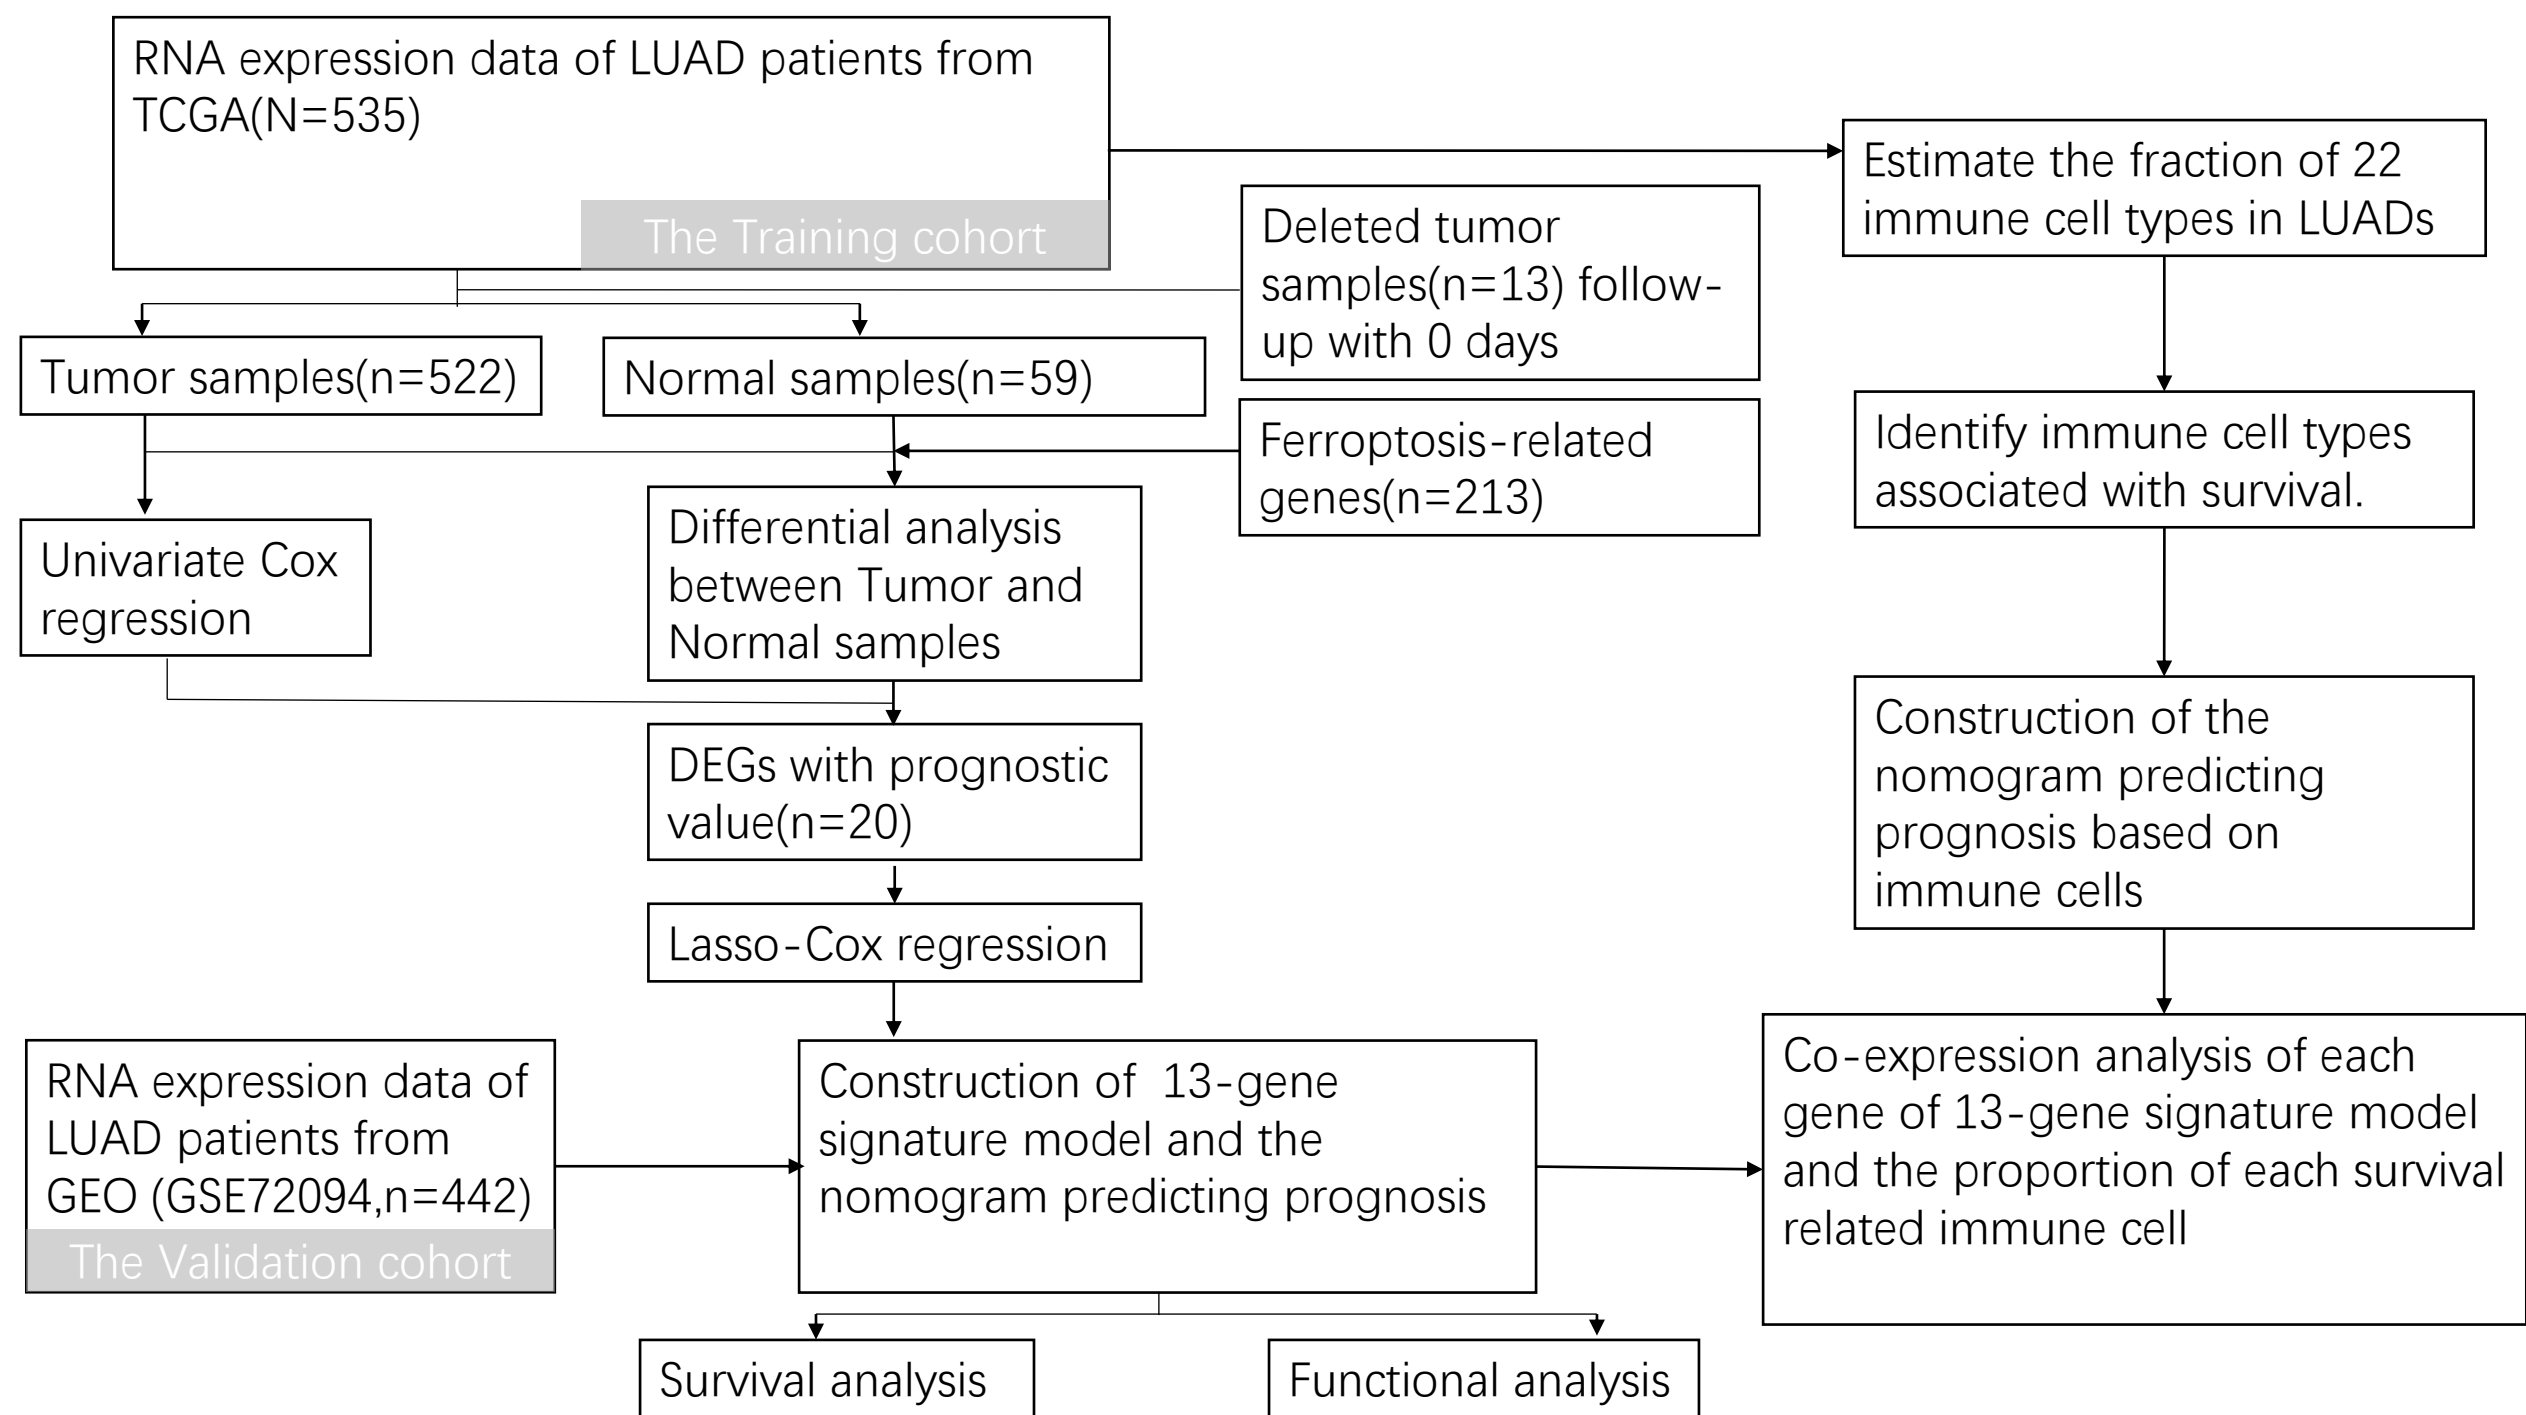 RNA expression data of LUAD patients from
TCGA(N=535)
The Training cohort
Estimate the fraction of 22
immune cell types in LUADs
Deleted tumor
samples(n=13) follow-
up with 0 days
Tumor samples(n=522)
Normal samples(n=59)
Ferroptosis-related
genes(n=213)
Identify immune cell types
associated with survival.
Univariate Cox
regression
Differential analysis
between Tumor and
Normal samples
Construction of the
nomogram predicting
prognosis based on
immune cells
DEGs with prognostic
value(n=20)
Lasso-Cox regression
RNA expression data of
LUAD patients from
GEO (GSE72094,n=442)
The Validation cohort
Construction of 13-gene
signature model and the
nomogram predicting prognosis
Co-expression analysis of each
gene of 13-gene signature model
and the proportion of each survival
related immune cell
Survival analysis
Functional analysis